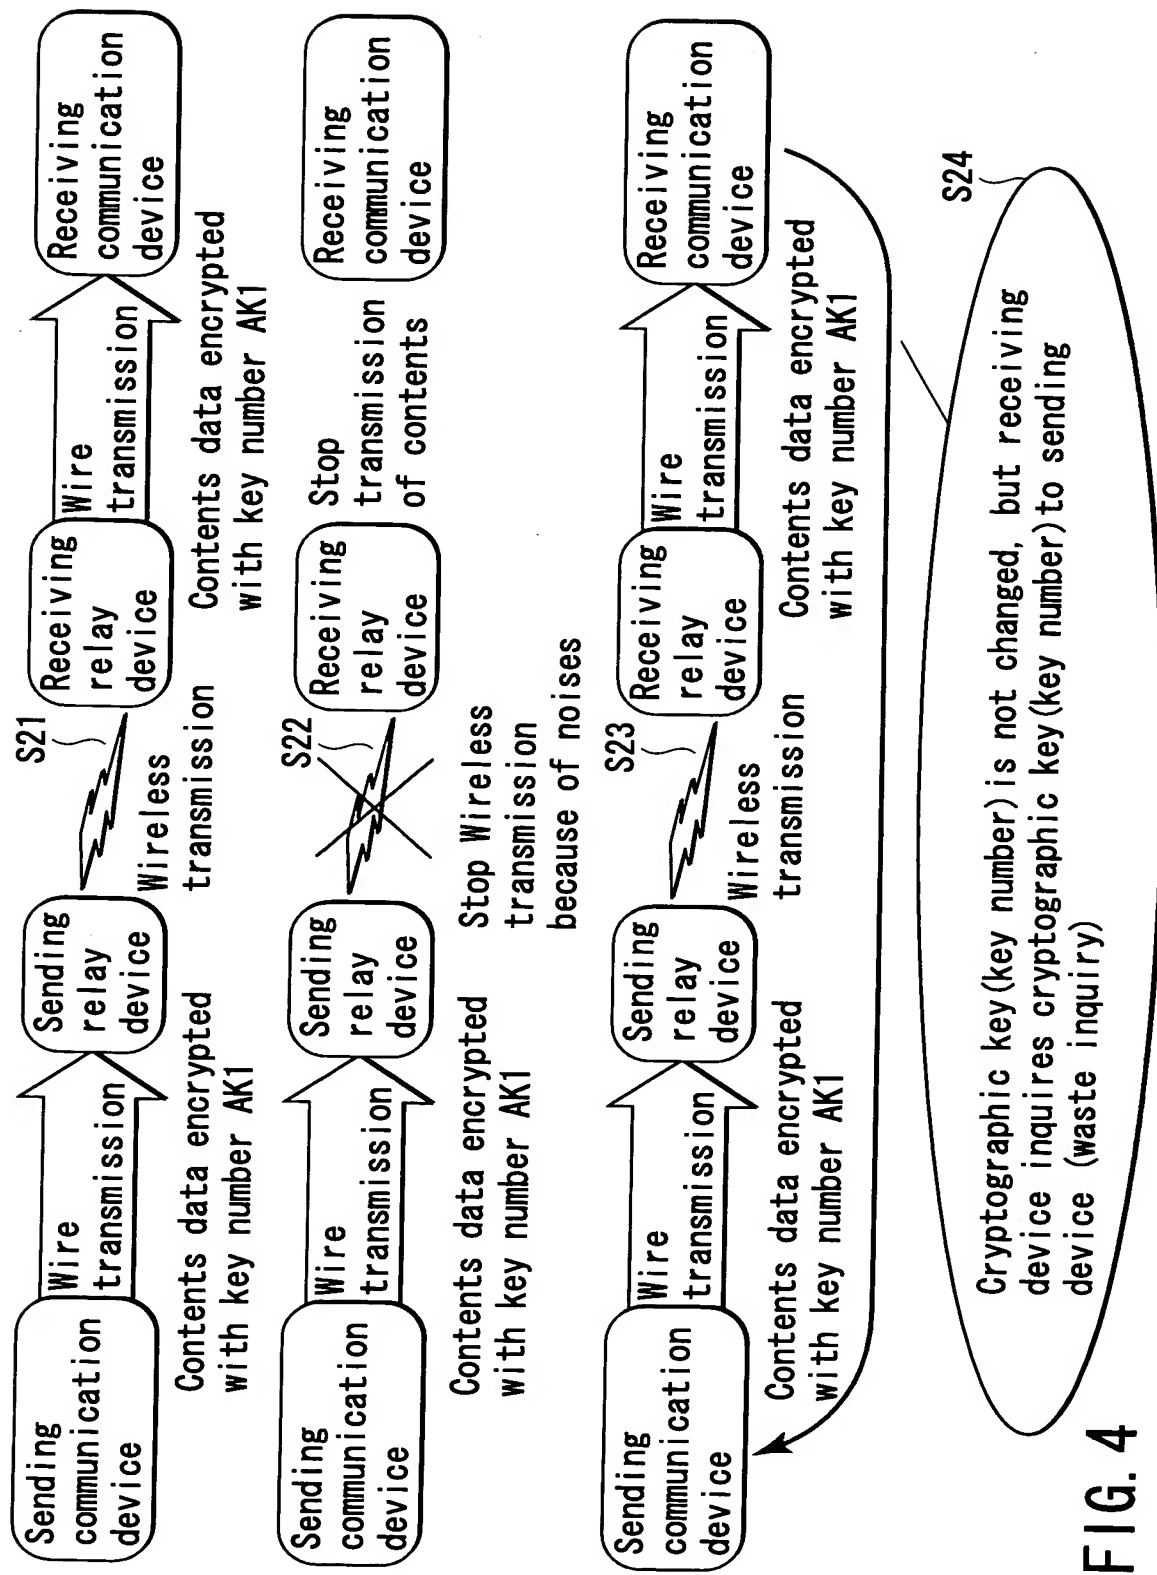 Sending
communication
device
Wire
transmission
Contents data encrypted
with key number AK1
Sending
relay
device
S21
Wireless
transmission
Receiving
relay
device
Wire
transmission
Contents data encrypted
with key number AK1
Receiving
communication
device
Sending
communication
device
Wire
transmission
Contents data encrypted
with key number AK1
Sending
relay
device
S22
Stop Wireless
transmission
because of noises
Receiving
relay
device
Stop
transmission
of contents
Receiving
communication
device
Sending
communication
device
Wire
transmission
Contents data encrypted
with key number AK1
Sending
relay
device
S23
Wireless
transmission
Receiving
relay
device
Wire
transmission
Contents data encrypted
with key number AK1
Receiving
communication
device
S24
Cryptographic key(key number)is not changed, but receiving
device inquires cryptographic key(key number)to sending
device (waste inquiry)
FIG. 4